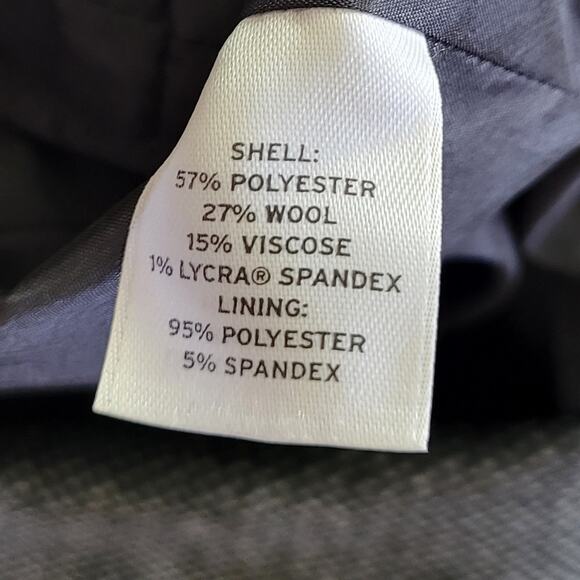 SHELL:
57% POLYESTER
27% WOOL
15% VISCOSE
1% LYCRA® SPANDEX
LINING:
95% POLYESTER
5% SPANDEX